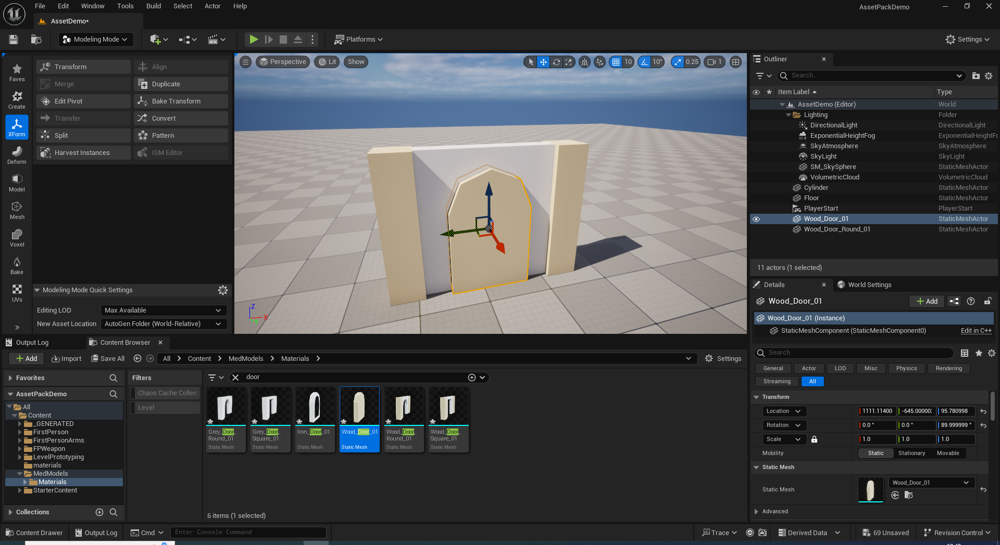 File Edit Window Tools Build Select Actor Help
AssetPackDemo
AssetDemo*
Modeling Mode
Platforms
Settings
Faves
Create
XForm
Deform
Model
Mesh
Voxel
Bake
UVs
Transform Align
Merge Duplicate
Edit Pivot Bake Transform
Transfer Convert
Split Pattern
Harvest Instances ISM Editor
Modeling Mode Quick Settings
Editing LOD Max Available
New Asset Location AutoGen Folder (World-Relative)
Perspective Lit Show
10 10° 0.25 1
Z
X
Outliner
Search...
Item Label Type
AssetDemo (Editor) World
Lighting Folder
DirectionalLight DirectionalLight
ExponentialHeightFog ExponentialHeightFo
SkyAtmosphere SkyAtmosphere
SkyLight SkyLight
SM_SkySphere StaticMeshActor
VolumetricCloud VolumetricCloud
Cylinder StaticMeshActor
Floor StaticMeshActor
PlayerStart PlayerStart
Wood_Door_01 StaticMeshActor
Wood_Door_Round_01 StaticMeshActor
11 actors (1 selected)
Details World Settings
Wood_Door_01 Add
Wood_Door_01 (Instance)
StaticMeshComponent (StaticMeshComponent0) Edit in C++
Search
General Actor LOD Misc Physics Rendering
Streaming All
Transform
Location 1111.11400 -645.00000 95.780998
Rotation 0.0 ° 0.0 ° 89.999999 °
Scale 1.0 1.0 1.0
Mobility Static Stationary Movable
Static Mesh
Static Mesh Wood_Door_01
Advanced
Output Log Content Browser
Add Import Save All All Content MedModels Materials Settings
Favorites
AssetPackDemo
All
Content
_GENERATED
FirstPerson
FirstPersonArms
FPWeapon
LevelPrototyping
materials
MedModels
Materials
StarterContent
Collections
Filters
Chaos Cache Collec
Level
door
Grey_Door_
Round_01
Static Mesh
Grey_Door_
Square_01
Static Mesh
Iron_Door_01
Static Mesh
Wood_Door_01
Static Mesh
Wood_Door_
Round_01
Static Mesh
Wood_Door_
Square_01
Static Mesh
6 items (1 selected)
Content Drawer Output Log Cmd Enter Console Command
Trace Derived Data 69 Unsaved Revision Control